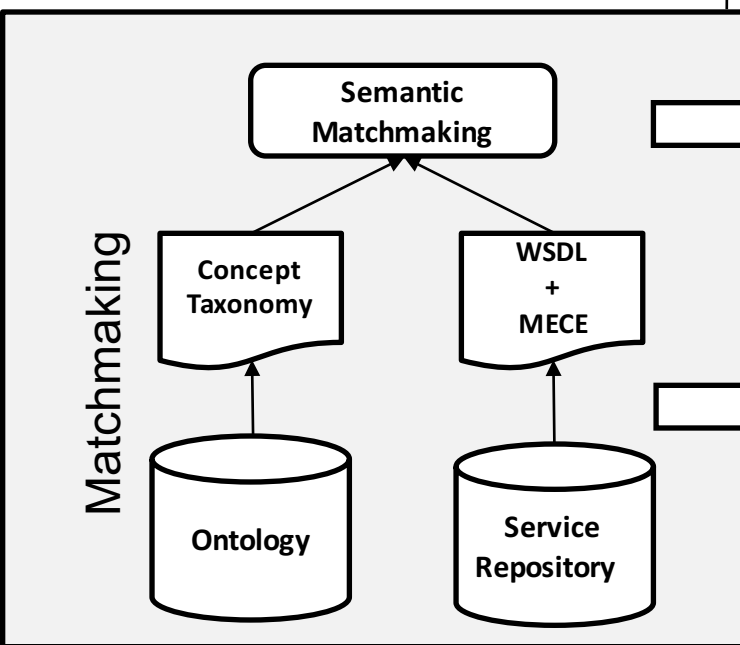 Semantic
Matchmaking
Matchmaking
Concept
Taxonomy
WSDL
+
MECE
Ontology
Service
Repository